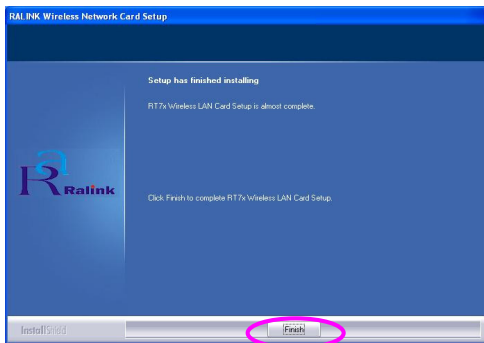 RALINK Wireless Network Card Setup
Setup has finished installing
RT7x Wireless LAN Card Setup is almost complete.
Ralink
Click Finish to complete RT7x Wireless LAN Card Setup.
InstallShield
Finish